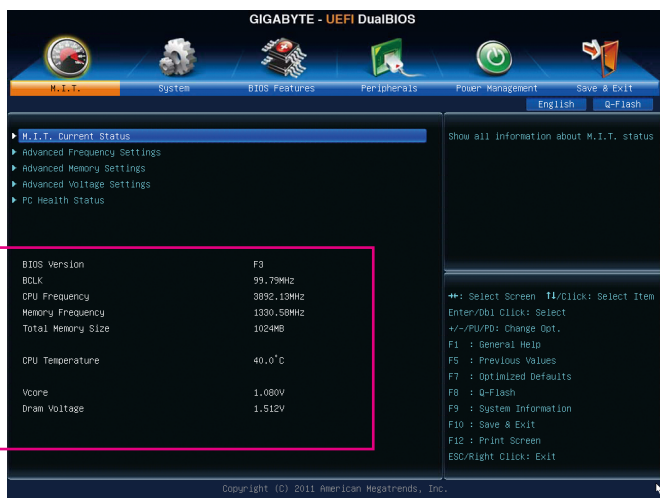 GIGABYTE - UEFI DualBIOS
M.I.T. System BIOS Features Peripherals Power Management Save & Exit
English Q-Flash
M.I.T. Current Status
Advanced Frequency Settings
Advanced Memory Settings
Advanced Voltage Settings
PC Health Status
Show all information about M.I.T. status
BIOS Version F3
BCLK 99.79MHz
CPU Frequency 3892.13MHz
Memory Frequency 1330.58MHz
Total Memory Size 1024MB
CPU Temperature 40.0°C
Vcore 1.080V
Dram Voltage 1.512V
→←: Select Screen ↑↓/Click: Select Item
Enter/Dbl Click: Select
+/-/PU/PD: Change Opt.
F1 : General Help
F5 : Previous Values
F7 : Optimized Defaults
F8 : Q-Flash
F9 : System Information
F10 : Save & Exit
F12 : Print Screen
ESC/Right Click: Exit
Copyright (C) 2011 American Megatrends, Inc.